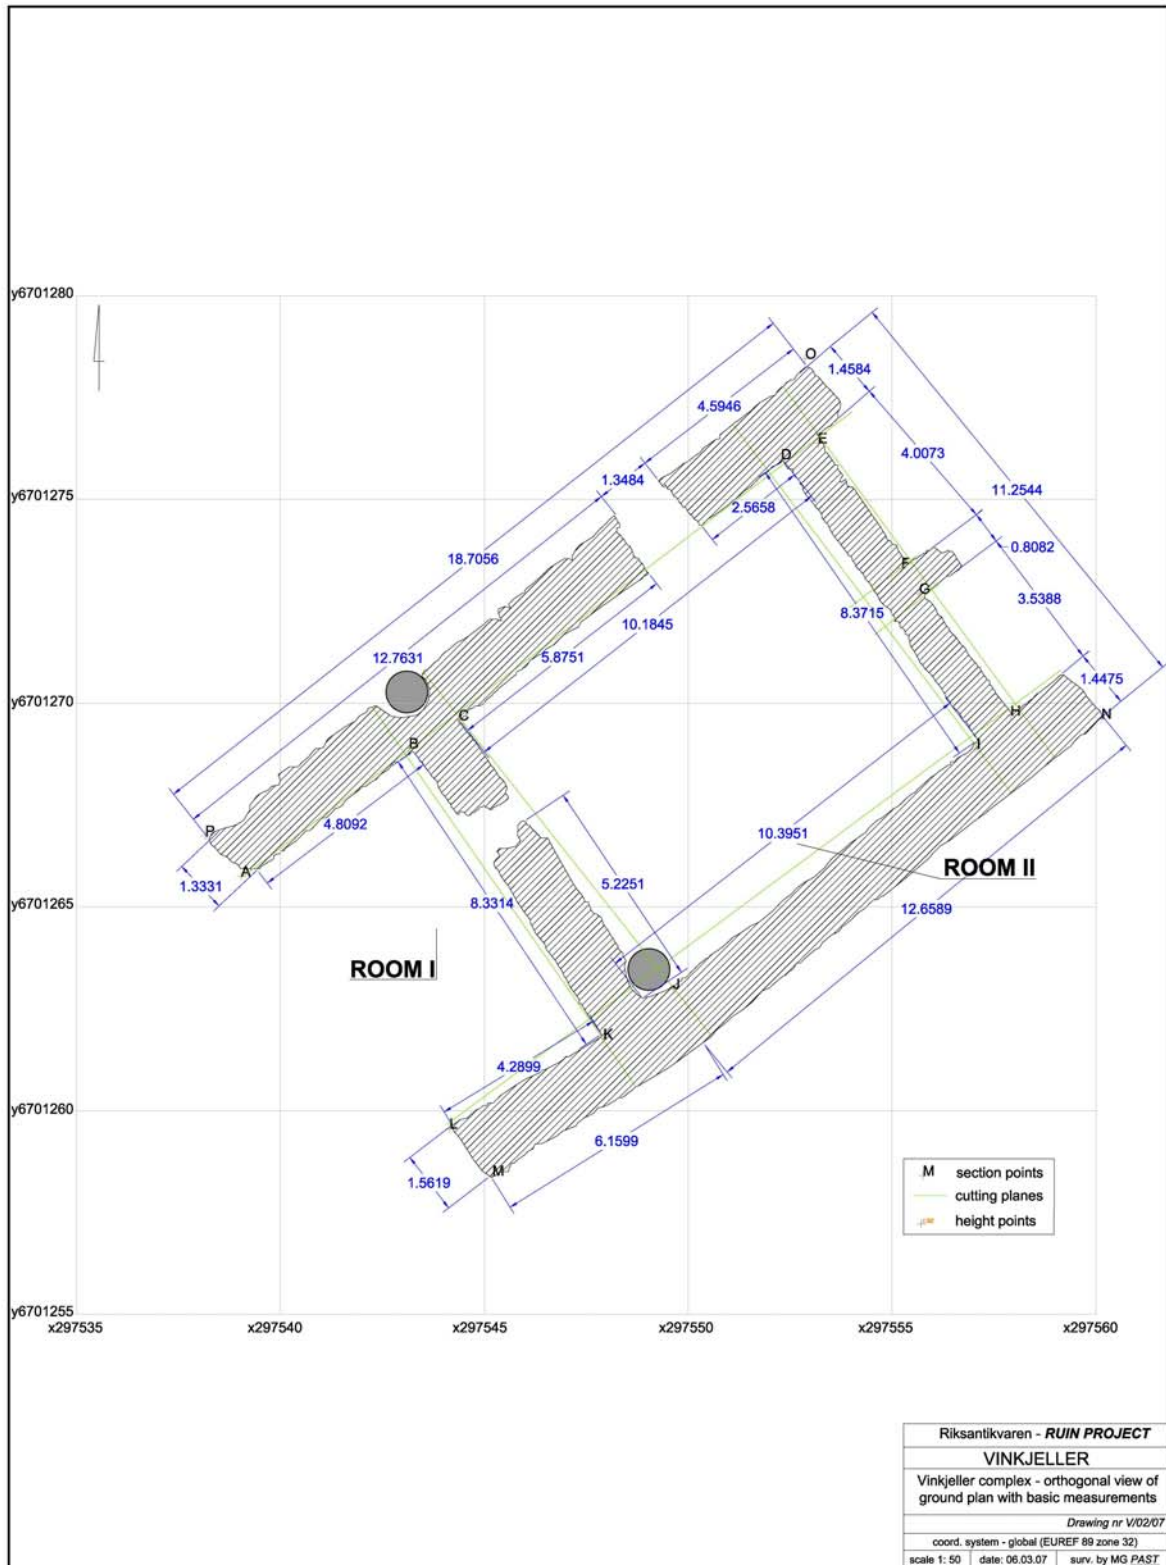 y6701280
O
1.4584
4.5946
E
D
4.0073
1.3484
y6701275
11.2544
2.5658
18.7056
0.8082
F
G
3.5388
8.3715
10.1845
5.8751
12.7631
1.4475
y6701270
C
H
N
B
I
P
4.8092
10.3951
A
ROOM II
1.3331
5.2251
12.6589
8.3314
y6701265
ROOM I
J
K
4.2899
L
y6701260
6.1599
M
1.5619
M section points
cutting planes
height points
y6701255
x297535 x297540 x297545 x297550 x297555 x297560
Riksantikvaren - RUIN PROJECT
VINKJELLER
Vinkjeller complex - orthogonal view of
ground plan with basic measurements
Drawing nr V/02/07
coord. system - global (EUREF 89 zone 32)
scale 1: 50 date: 06.03.07 surv. by MG PAST